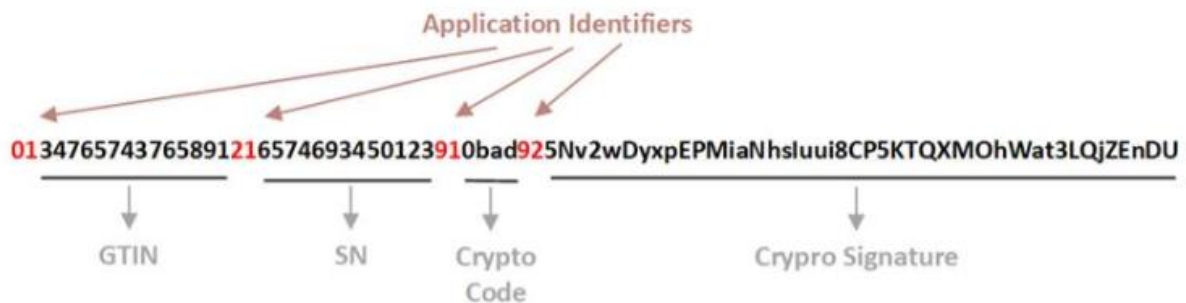 Application Identifiers
0134765743765891216574693450123910bad925Nv2wDyxpEPMiaNhsluui8CP5KTQXMOhWat3LQjZEnDU
GTIN
SN
Crypto
Code
Crypro Signature